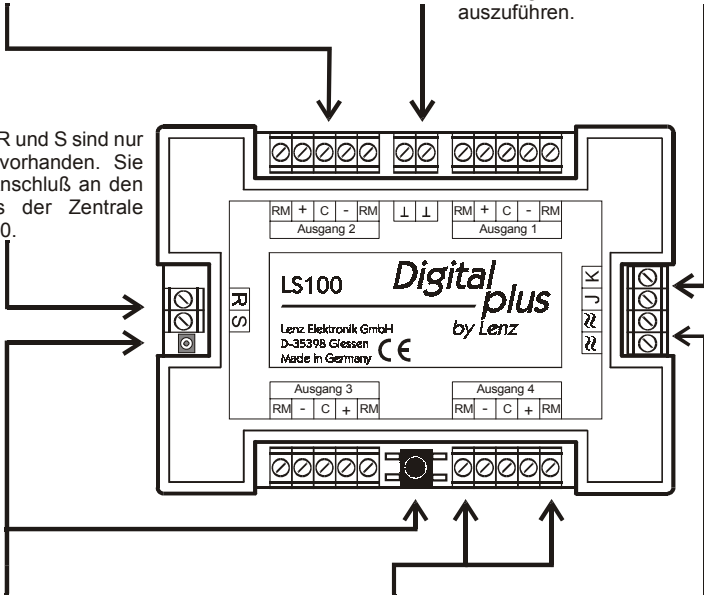 auszuführen.
R und S sind nur
vorhanden. Sie
nschluß an den
s der Zentrale
0.
RM + C - RM
Ausgang 2
⊥ ⊥
RM + C - RM
Ausgang 1
R S
LS100
Digital plus
by Lenz
Lenz Elektronik GmbH
D-35398 Giessen
Made in Germany CE
K J ≈ ≈
Ausgang 3
RM - C + RM
Ausgang 4
RM - C + RM